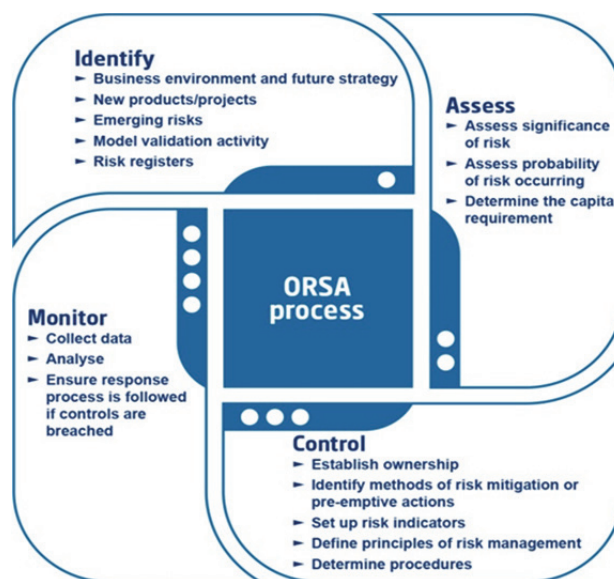 Identify
► Business environment and future strategy
► New products/projects
► Emerging risks
► Model validation activity
► Risk registers
Assess
► Assess significance
of risk
► Assess probability
of risk occurring
► Determine the capital
requirement
ORSA
process
Monitor
► Collect data
► Analyse
► Ensure response
process is followed
if controls are
breached
Control
► Establish ownership
► Identify methods of risk mitigation or
pre-emptive actions
► Set up risk indicators
► Define principles of risk management
► Determine procedures